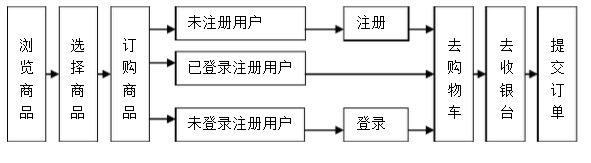 浏览商品
选择商品
订购商品
未注册用户
注册
已登录注册用户
未登录注册用户
登录
去购物车
去收银台
提交订单